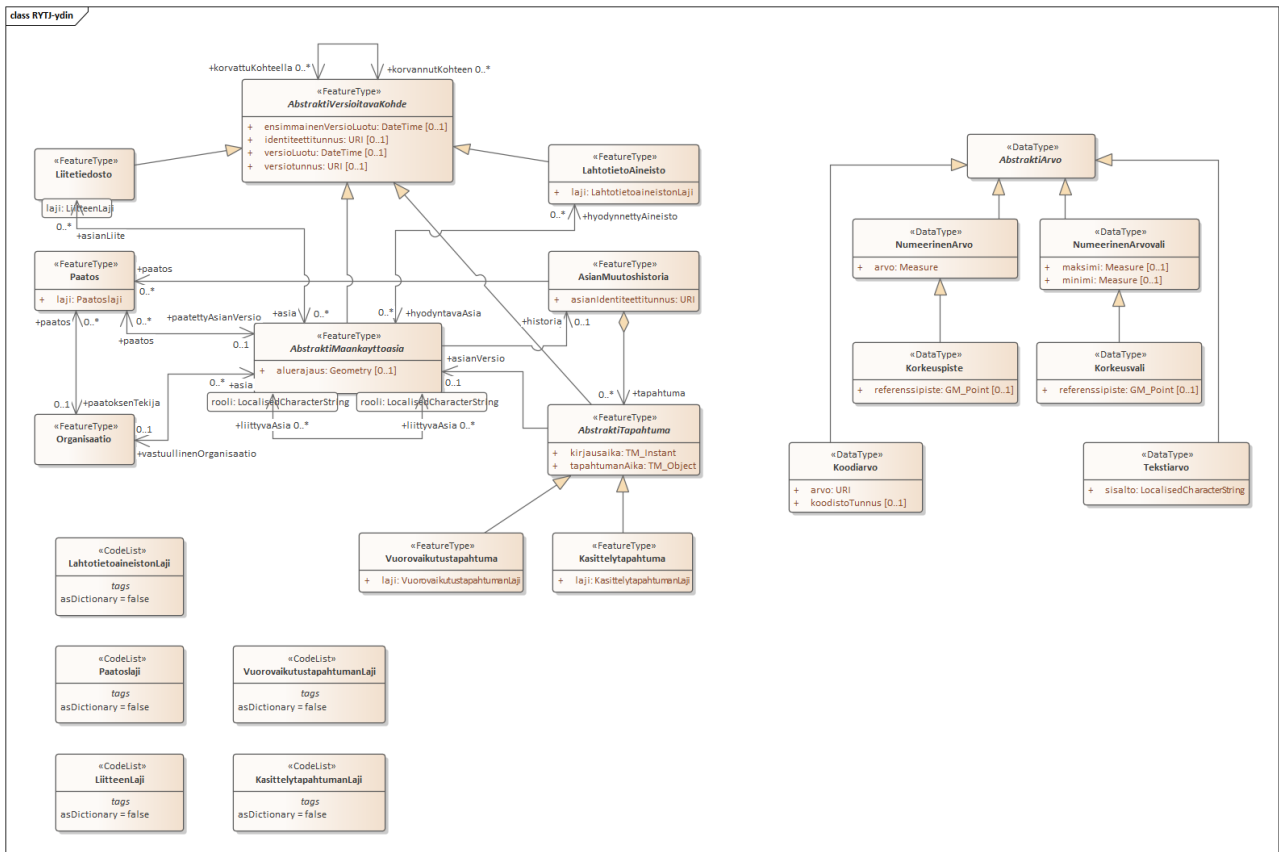 class RYTJ-ydin
+korvattuKohteella 0..*
+korvannutKohteen 0..*
«FeatureType»
AbstraktiVersioitavaKohde
+ ensimmainenVersioLuotu: DateTime [0..1]
+ identiteettitunnus: URI [0..1]
+ versioLuotu: DateTime [0..1]
+ versiotunnus: URI [0..1]
«FeatureType»
Liitetiedosto
laji: LiitteenLaji
0..*
+asianLiite
«FeatureType»
LahtotietoAineisto
+ laji: LahtotietoaineistonLaji
0..*
+hyodynnettyAineisto
«FeatureType»
Paatos
+ laji: Paatoslaji
+paatos
0..*
«FeatureType»
AsianMuutoshistoria
+ asianIdentiteettitunnus: URI
+paatos
0..*
0..*
+paatos
+paatettyAsianVersio
0..1
+asia
0..*
0..*
+hyodyntavaAsia
+historia
0..1
«FeatureType»
AbstraktiMaankayttoasia
+ aluerajaus: Geometry [0..1]
+asianVersio
0..1
0..*
+asia
rooli: LocalisedCharacterString
rooli: LocalisedCharacterString
+liittyvaAsia 0..*
+liittyvaAsia 0..*
0..1
+paatoksenTekija
«FeatureType»
Organisaatio
0..1
+vastuullinenOrganisaatio
0..*
+tapahtuma
«FeatureType»
AbstraktiTapahtuma
+ kirjausaika: TM_Instant
+ tapahtumanAika: TM_Object
«FeatureType»
Vuorovaikutustapahtuma
+ laji: VuorovaikutustapahtumanLaji
«FeatureType»
Kasittelytapahtuma
+ laji: KasittelytapahtumanLaji
«DataType»
AbstraktiArvo
«DataType»
NumeerinenArvo
+ arvo: Measure
«DataType»
NumeerinenArvovali
+ maksimi: Measure [0..1]
+ minimi: Measure [0..1]
«DataType»
Korkeuspiste
+ referenssipiste: GM_Point [0..1]
«DataType»
Korkeusvali
+ referenssipiste: GM_Point [0..1]
«DataType»
Koodiarvo
+ arvo: URI
+ koodistoTunnus [0..1]
«DataType»
Tekstiarvo
+ sisalto: LocalisedCharacterString
«CodeList»
LahtotietoaineistonLaji
tags
asDictionary = false
«CodeList»
Paatoslaji
tags
asDictionary = false
«CodeList»
VuorovaikutustapahtumanLaji
tags
asDictionary = false
«CodeList»
LiitteenLaji
tags
asDictionary = false
«CodeList»
KasittelytapahtumanLaji
tags
asDictionary = false